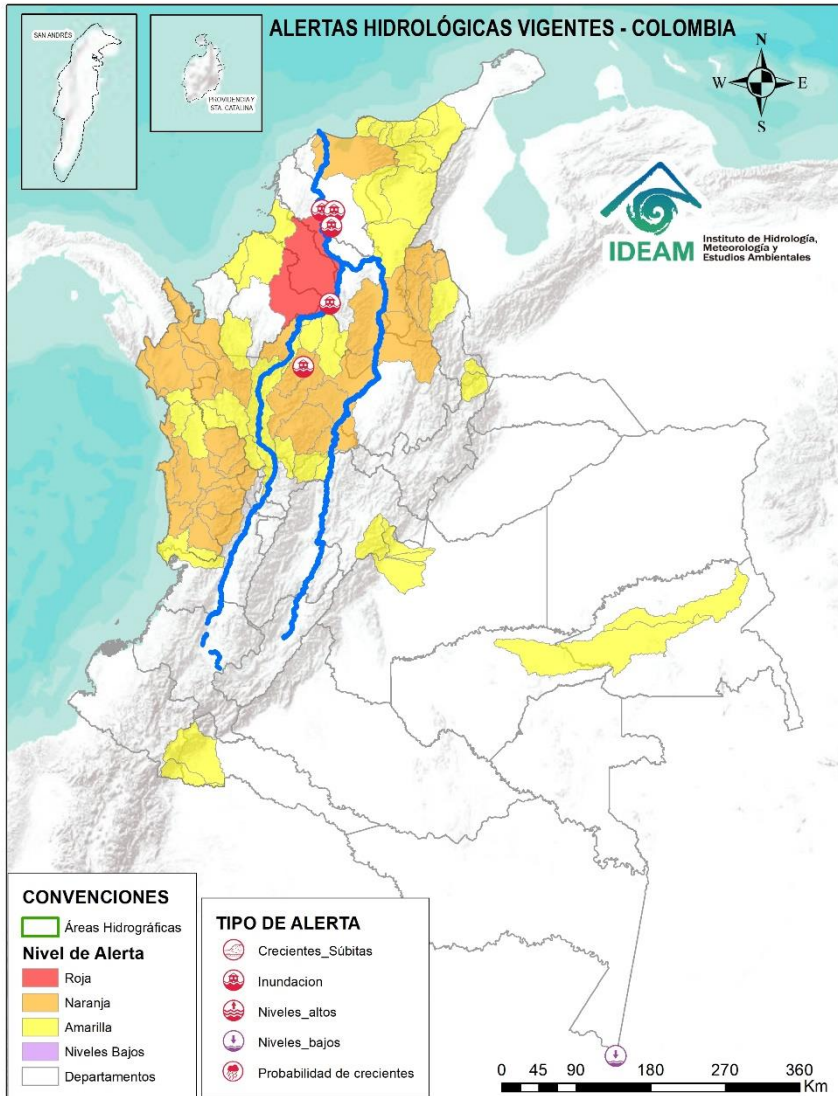 ALERTAS HIDROLÓGICAS VIGENTES - COLOMBIA
SAN ANDRÉS
PROVIDENCIA Y
STA. CATALINA
N
W
E
S
IDEAM
Instituto de Hidrología,
Meteorología y
Estudios Ambientales
CONVENCIONES
Áreas Hidrográficas
Nivel de Alerta
Roja
Naranja
Amarilla
Niveles Bajos
Departamentos
TIPO DE ALERTA
Crecientes_Súbitas
Inundacion
Niveles_altos
Niveles_bajos
Probabilidad de crecientes
0 45 90 180 270 360
Km